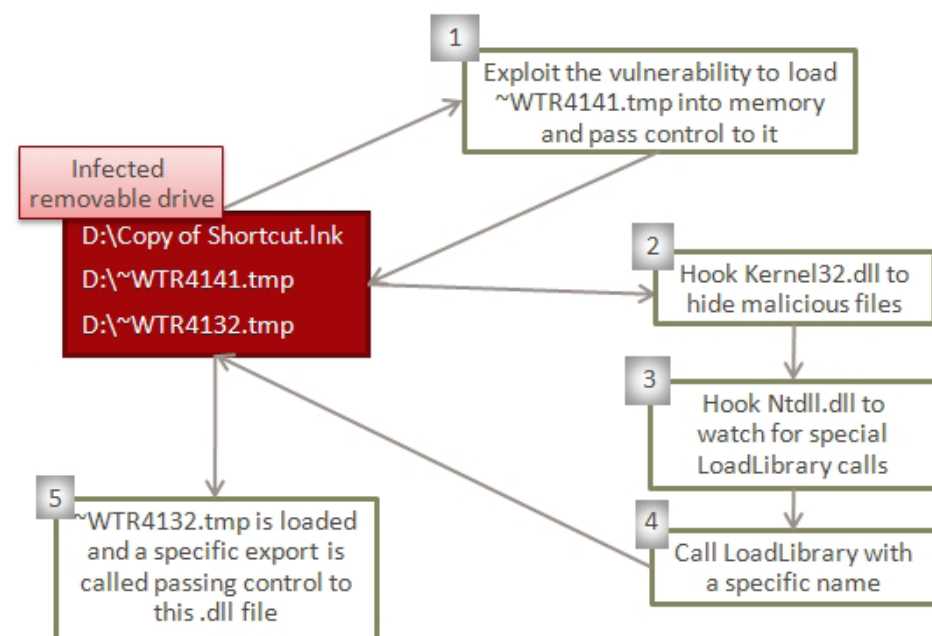 1
Exploit the vulnerability to load
~WTR4141.tmp into memory
and pass control to it
Infected
removable drive
D:\Copy of Shortcut.lnk
D:\~WTR4141.tmp
D:\~WTR4132.tmp
2
Hook Kernel32.dll to
hide malicious files
3
Hook Ntdll.dll to
watch for special
LoadLibrary calls
4
Call LoadLibrary with
a specific name
5
~WTR4132.tmp is loaded
and a specific export is
called passing control to
this .dll file